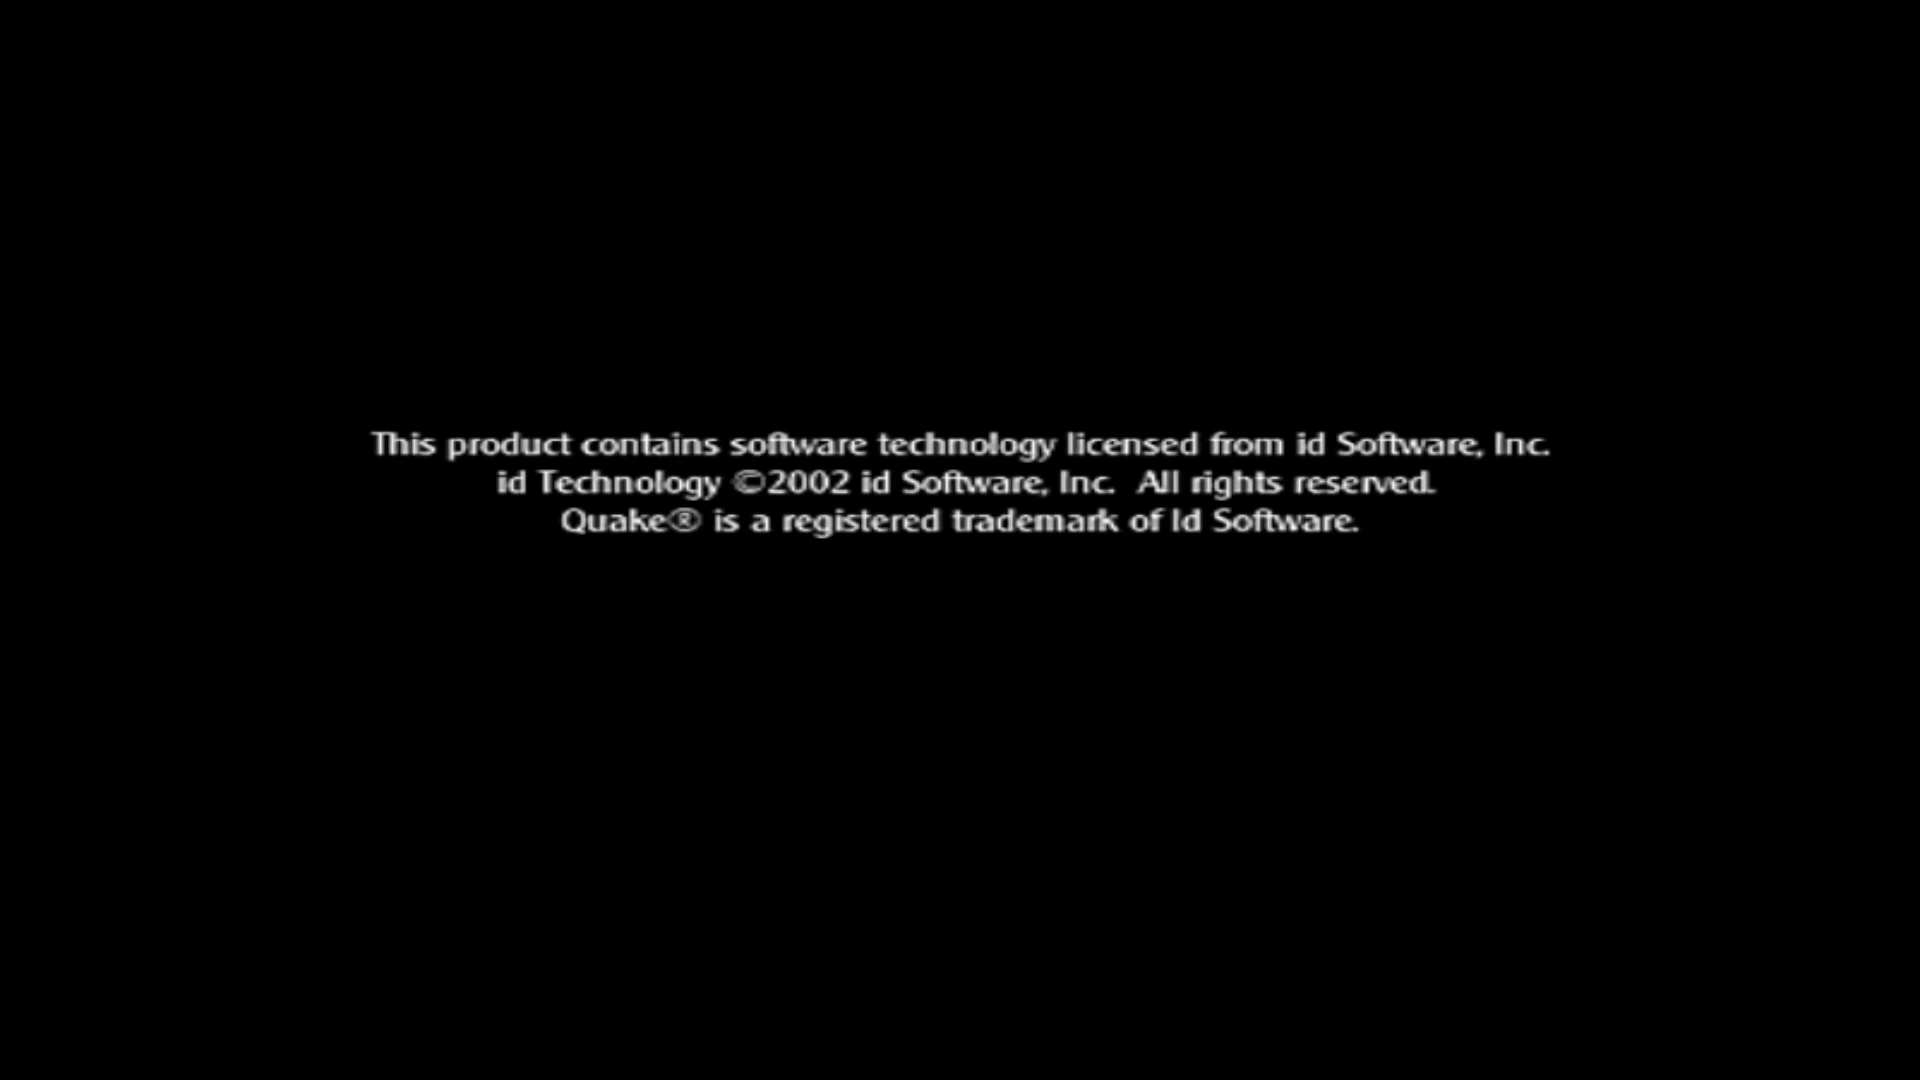 This product contains software technology licensed from id Software, Inc.
id Technology ©2002 id Software, Inc.  All rights reserved.
Quake® is a registered trademark of Id Software.